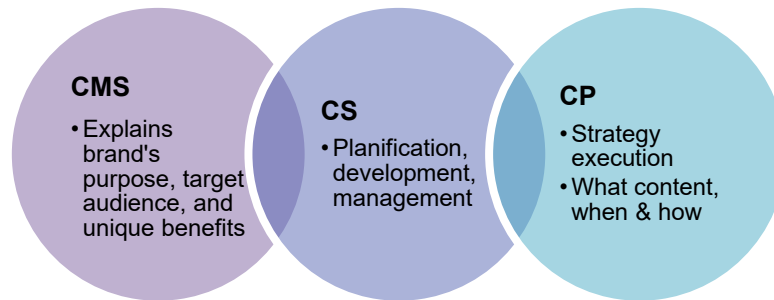 CMS
• Explains
brand's
purpose, target
audience, and
unique benefits
CS
• Planification,
development,
management
CP
• Strategy
execution
• What content,
when & how